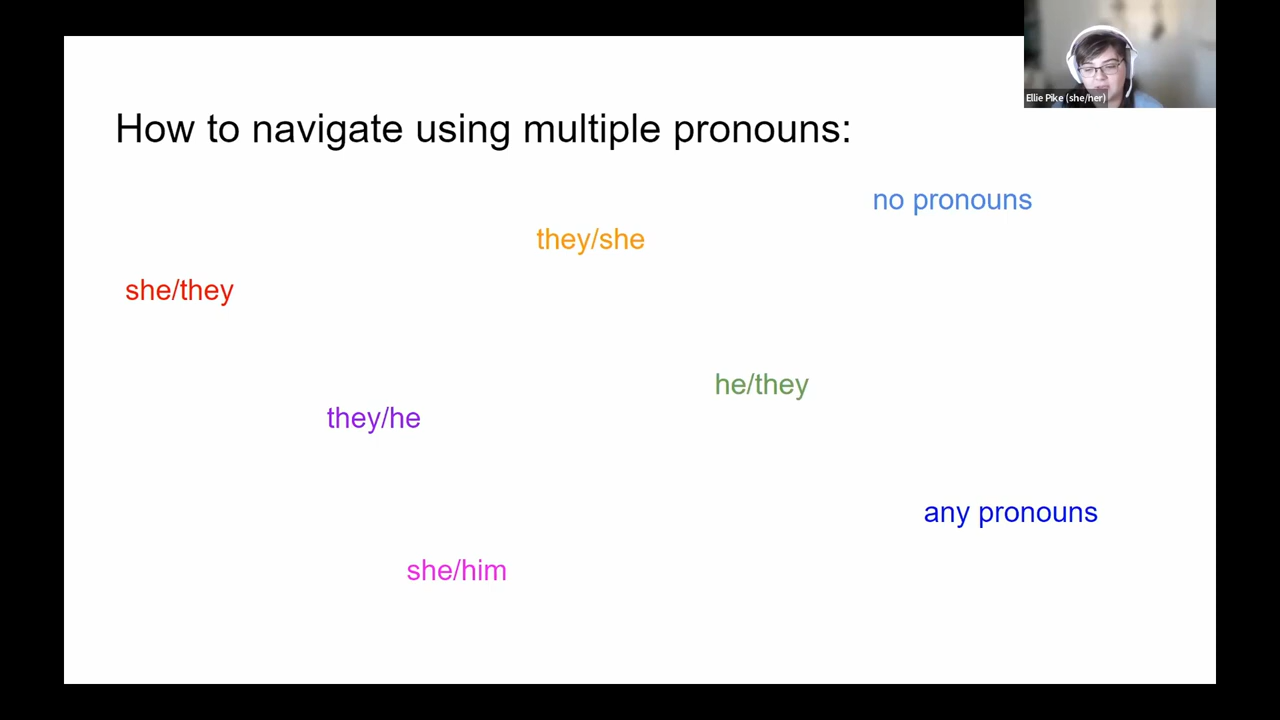 Ellie Pike (she/her)
How to navigate using multiple pronouns:
no pronouns
they/she
she/they
he/they
they/he
any pronouns
she/him